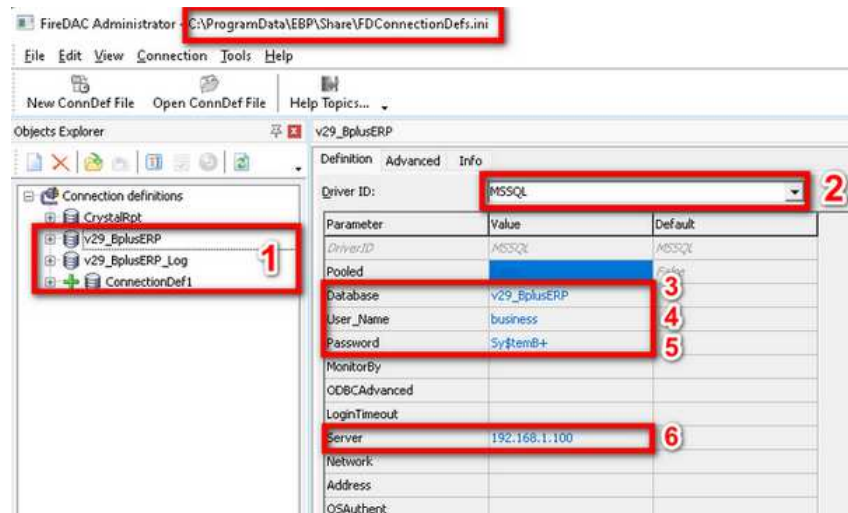 FireDAC Administrator - C:\ProgramData\EBP\Share\FDConnectionDefs.ini
File Edit View Connection Tools Help
New ConnDef File Open ConnDef File Help Topics...
Objects Explorer
v29_BplusERP
Definition Advanced Info
Driver ID: MSSQL 2
Connection definitions
CrystalRpt
v29_BplusERP
v29_BplusERP_Log
ConnectionDef1
1
Parameter Value Default
DriverID MSSQL MSSQL
Pooled False
Database v29_BplusERP 3
User_Name business 4
Password Sy$temB+ 5
MonitorBy
ODBCAdvanced
LoginTimeout
Server 192.168.1.100 6
Network
Address
OSAuthent